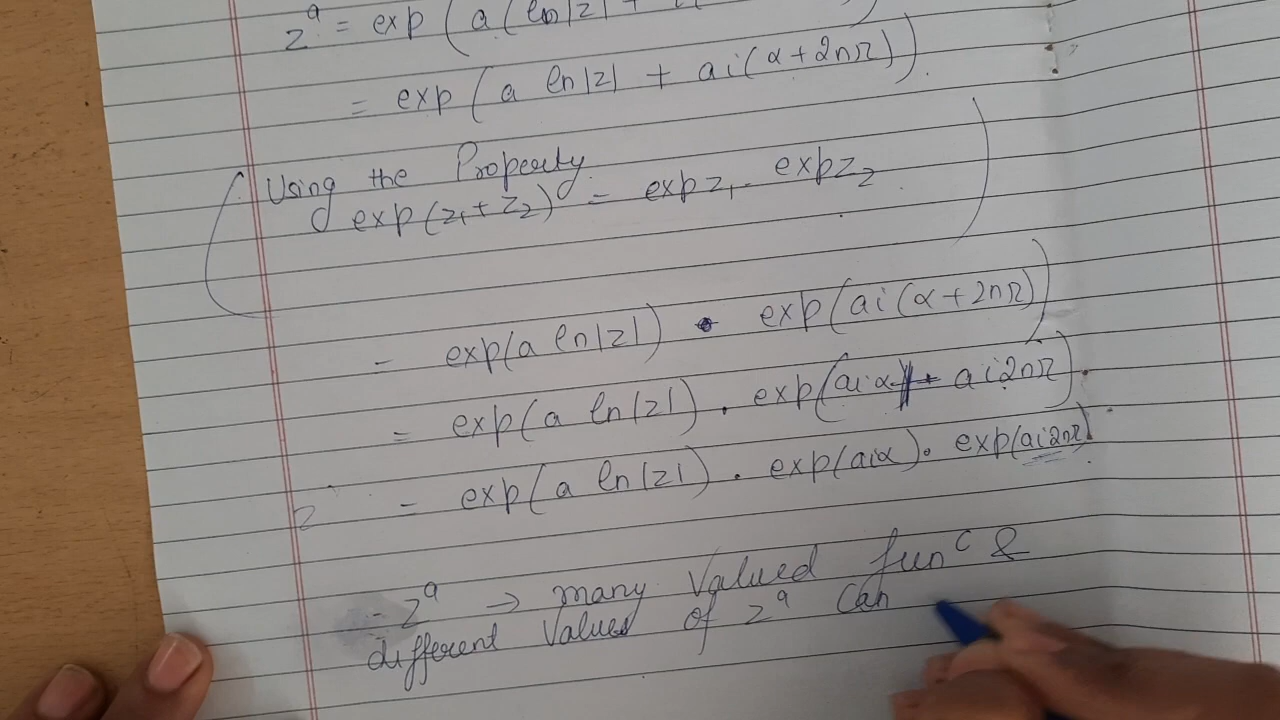 z^a = exp ( a ( ln|z| +
= exp ( a ln|z| + ai(α+2nπ) ).
( Using the Property
exp(z₁+z₂) = exp z₁ . exp z₂ . )
= exp(a ln|z|) • exp(ai(α+2nπ))
= exp(a ln|z|) . exp(aiα + ai2nπ).
= exp(a ln|z|) . exp(aiα). exp(ai2nπ)
- z^a → many Valued func &
different Values of z^a Can